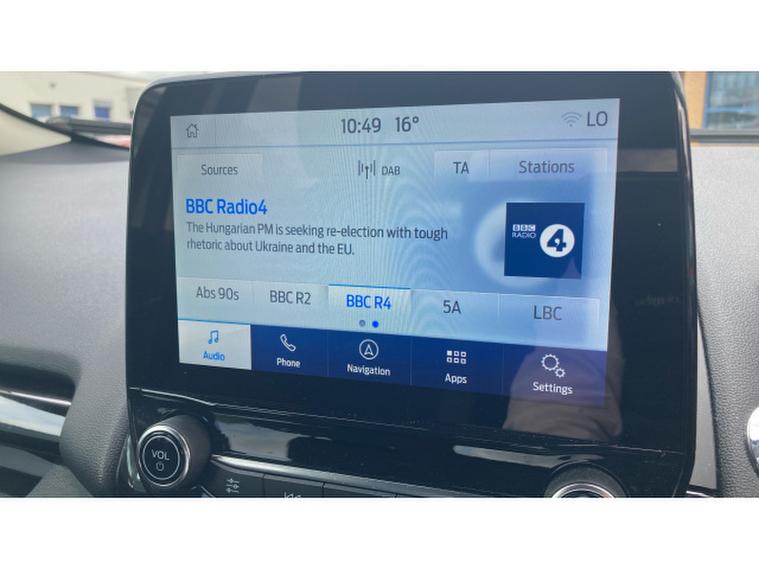 10:49 16° LO
Sources DAB TA Stations
BBC Radio4
The Hungarian PM is seeking re-election with tough
rhetoric about Ukraine and the EU.
BBC
RADIO 4
Abs 90s BBC R2 BBC R4 5A LBC
Audio Phone Navigation Apps Settings
VOL